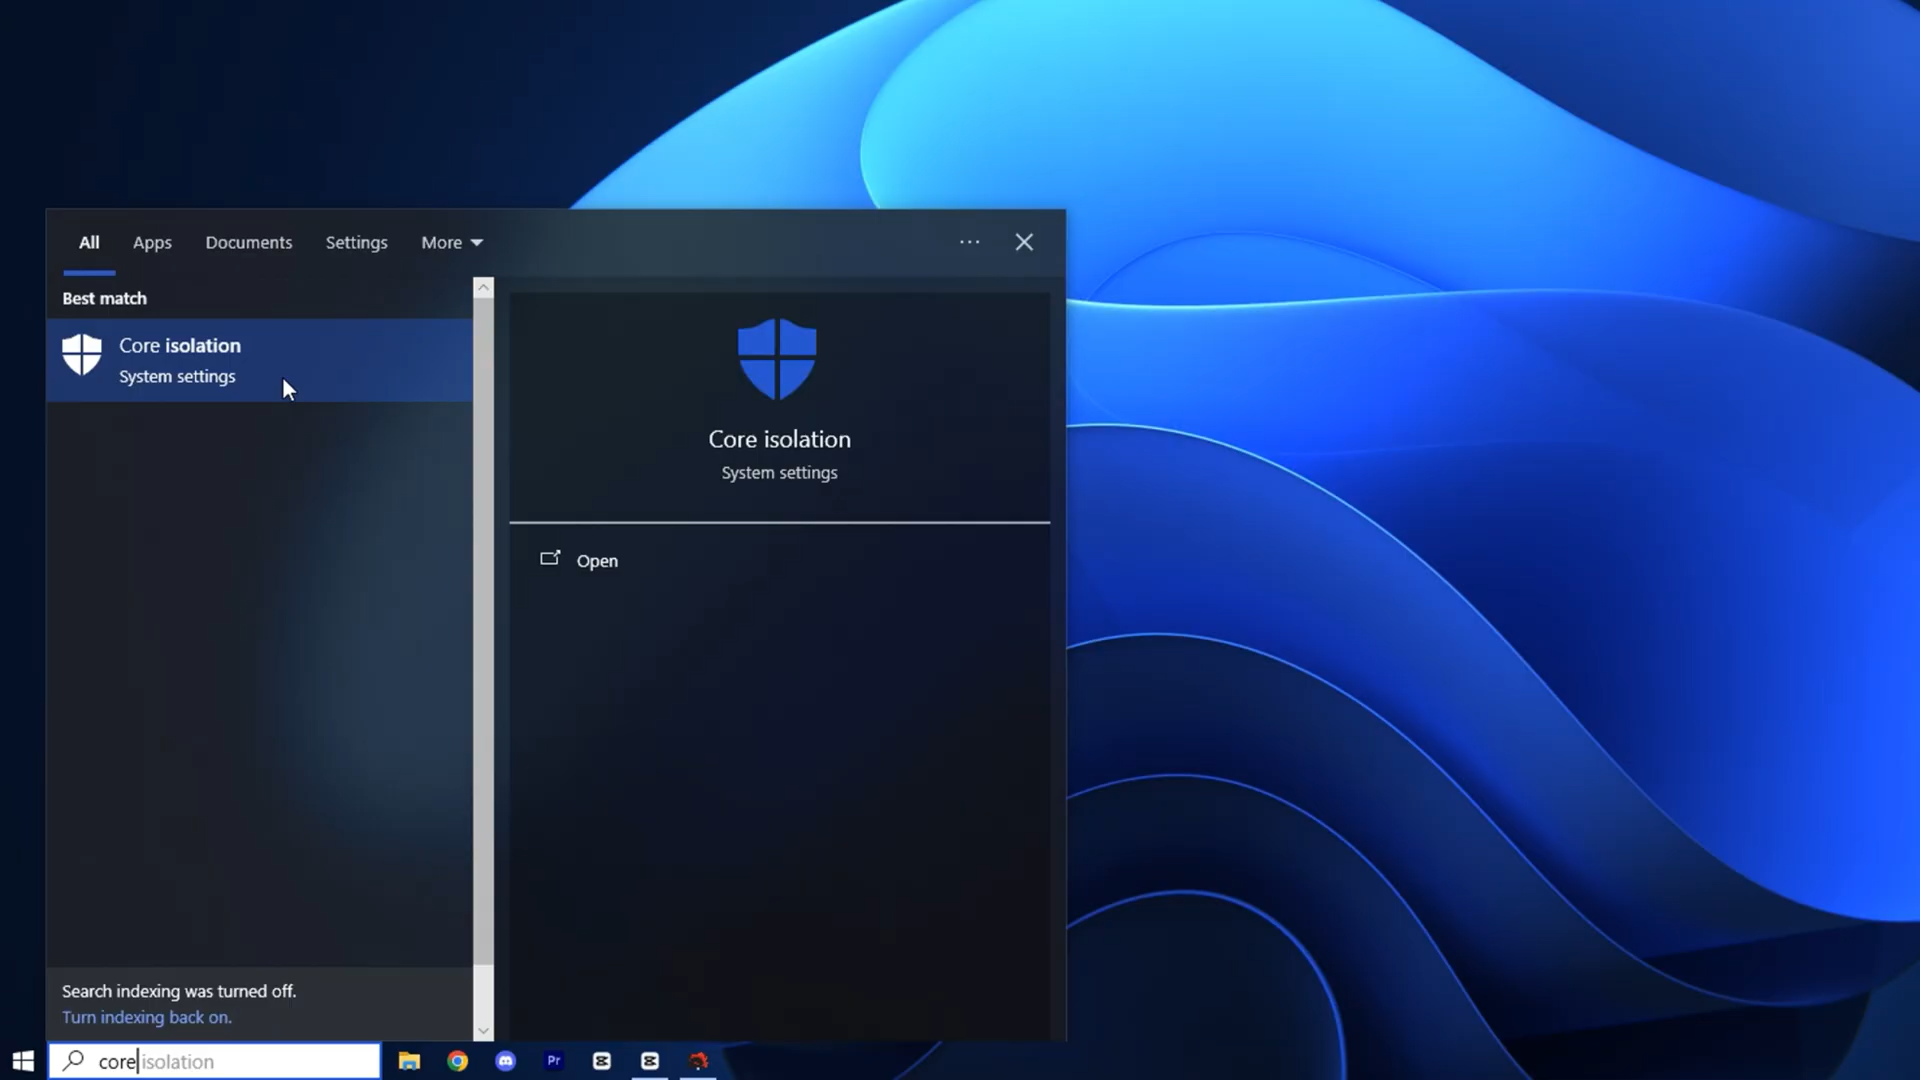 All Apps Documents Settings More
Best match
Core isolation
System settings
Core isolation
System settings
Open
Search indexing was turned off.
Turn indexing back on.
core isolation
Pr